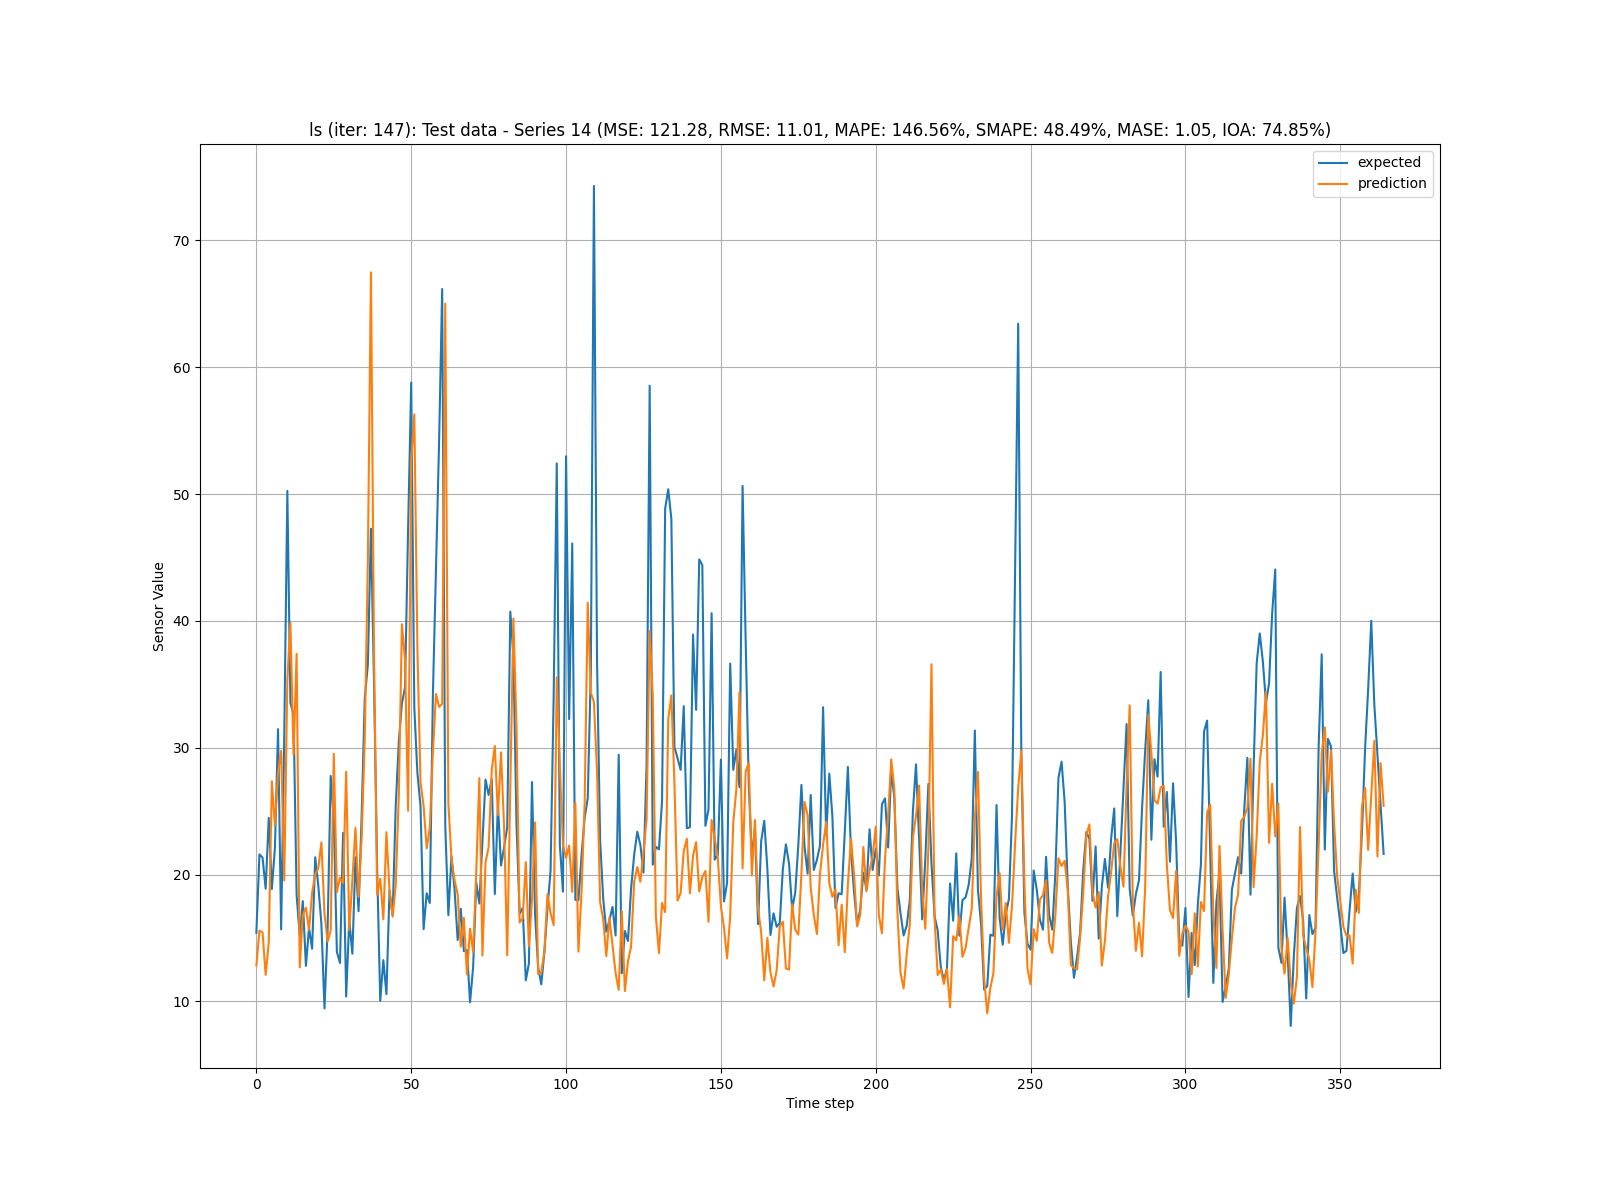 ls (iter: 147): Test data - Series 14 (MSE: 121.28, RMSE: 11.01, MAPE: 146.56%, SMAPE: 48.49%, MASE: 1.05, IOA: 74.85%)
expected
prediction
70
60
50
40
30
20
10
Sensor Value
0 50 100 150 200 250 300 350
Time step